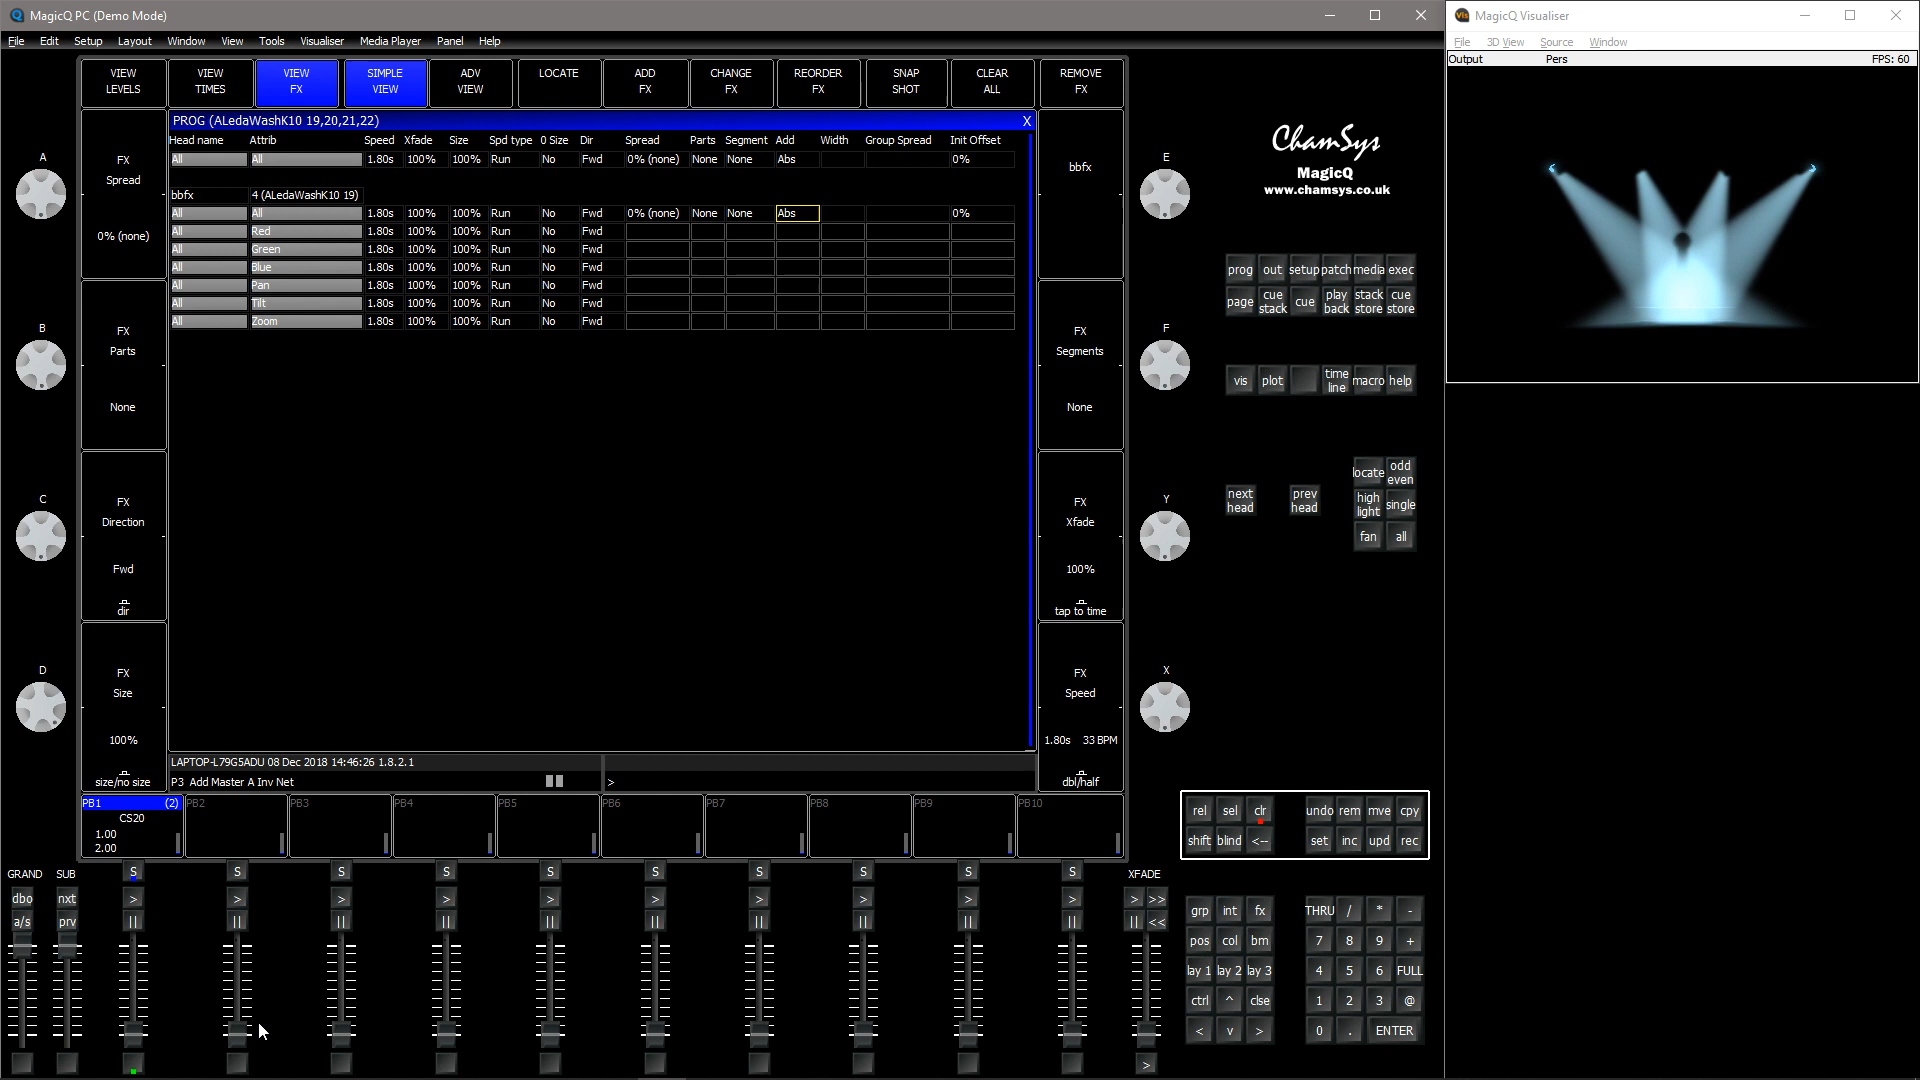 MagicQ PC (Demo Mode)
File Edit Setup Layout Window View Tools Visualiser Media Player Panel Help
VIEW LEVELS
VIEW TIMES
VIEW FX
SIMPLE VIEW
ADV VIEW
LOCATE
ADD FX
CHANGE FX
REORDER FX
SNAP SHOT
CLEAR ALL
REMOVE FX
PROG (ALedaWashK10 19,20,21,22) X
Head name Attrib Speed Xfade Size Spd type 0 Size Dir Spread Parts Segment Add Width Group Spread Init Offset
All All 1.80s 100% 100% Run No Fwd 0% (none) None None Abs 0%
bbfx 4 (ALedaWashK10 19)
All All 1.80s 100% 100% Run No Fwd 0% (none) None None Abs 0%
All Red 1.80s 100% 100% Run No Fwd
All Green 1.80s 100% 100% Run No Fwd
All Blue 1.80s 100% 100% Run No Fwd
All Pan 1.80s 100% 100% Run No Fwd
All Tilt 1.80s 100% 100% Run No Fwd
All Zoom 1.80s 100% 100% Run No Fwd
A
FX
Spread
0% (none)
B
FX
Parts
None
C
FX
Direction
Fwd
dir
D
FX
Size
100%
size/no size
bbfx
E
FX
Segments
None
F
FX
Xfade
100%
tap to time
Y
FX
Speed
1.80s 33 BPM
dbl/half
X
LAPTOP-L79G5ADU 08 Dec 2018 14:46:26 1.8.2.1
P3 Add Master A Inv Net
>
PB1 (2) PB2 PB3 PB4 PB5 PB6 PB7 PB8 PB9 PB10
CS20
1.00
2.00
GRAND SUB S S S S S S S S S S XFADE
dbo nxt > > > > > > > > > > > >>
a/s prv || || || || || || || || || || || <<
>
ChamSys
MagicQ
www.chamsys.co.uk
prog out setup patch media exec
page cue stack cue play back stack store cue store
vis plot time line macro help
next head prev head
locate odd even
high light single
fan all
rel sel clr undo rem mve cpy
shift blind <-- set inc upd rec
grp int fx THRU / * -
pos col bm 7 8 9 +
lay 1 lay 2 lay 3 4 5 6 FULL
ctrl ^ clse 1 2 3 @
< v > 0 . ENTER
Vis MagicQ Visualiser
File 3D View Source Window
Output Pers FPS: 60